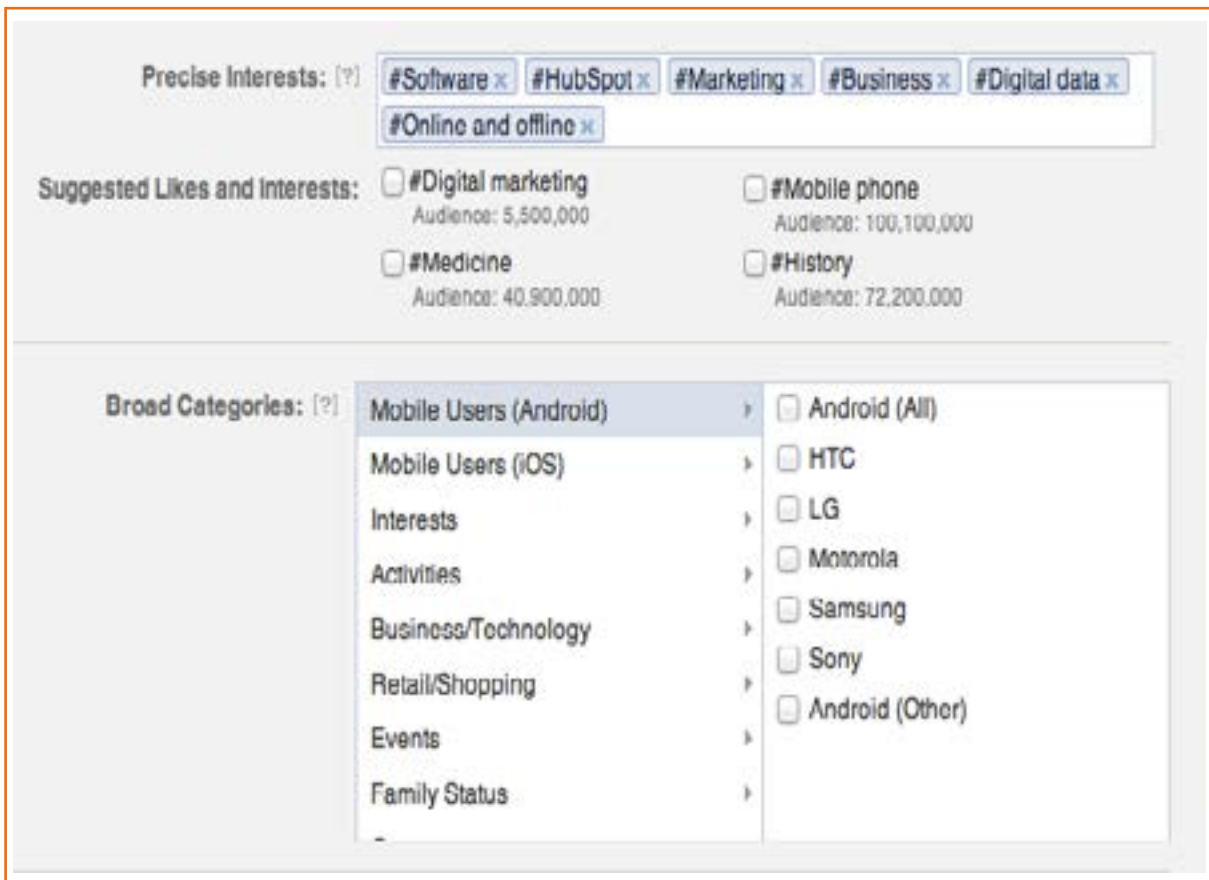 Precise Interests: [?] #Software x #HubSpot x #Marketing x #Business x #Digital data x
#Online and offline x
Suggested Likes and Interests: #Digital marketing #Mobile phone
Audience: 5,500,000 Audience: 100,100,000
#Medicine #History
Audience: 40,900,000 Audience: 72,200,000
Broad Categories: [?] Mobile Users (Android) Android (All)
Mobile Users (iOS) HTC
Interests LG
Activities Motorola
Business/Technology Samsung
Retail/Shopping Sony
Events Android (Other)
Family Status